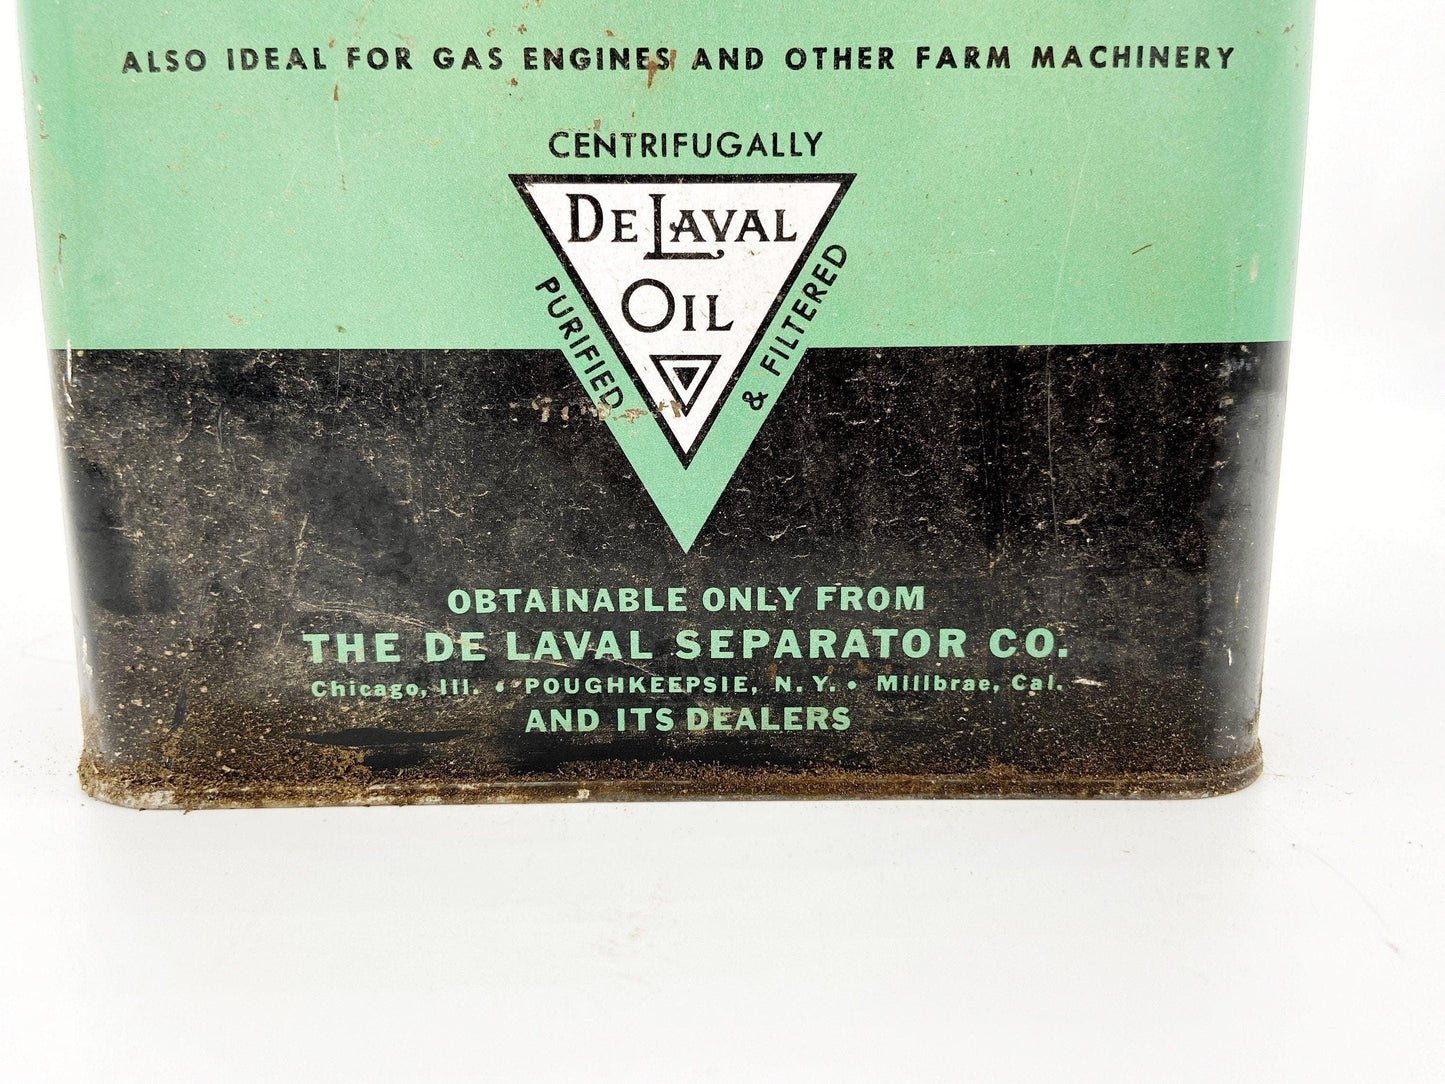 ALSO IDEAL FOR GAS ENGINES AND OTHER FARM MACHINERY
CENTRIFUGALLY
DE LAVAL
OIL
PURIFIED
& FILTERED
OBTAINABLE ONLY FROM
THE DE LAVAL SEPARATOR CO.
Chicago, Ill. • POUGHKEEPSIE, N.Y. • Millbrae, Cal.
AND ITS DEALERS